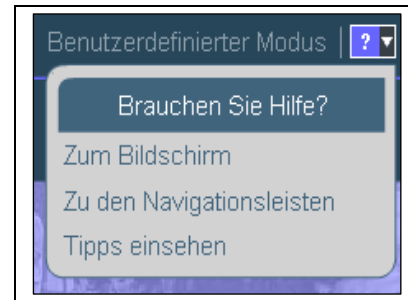 Benutzerdefinierter Modus | ?
Brauchen Sie Hilfe?
Zum Bildschirm
Zu den Navigationsleisten
Tipps einsehen